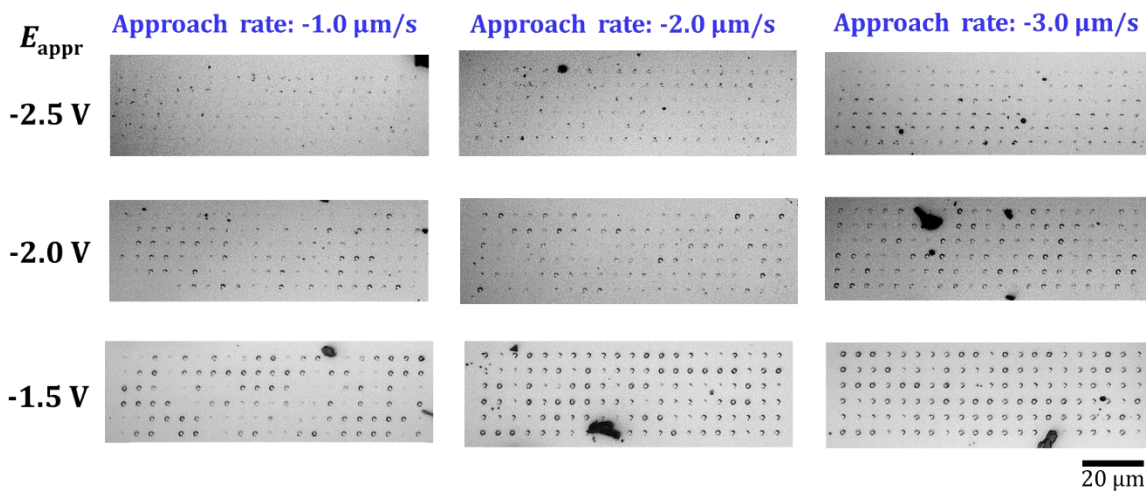 Approach rate: -1.0 μm/s Approach rate: -2.0 μm/s Approach rate: -3.0 μm/s
Eappr
-2.5 V
-2.0 V
-1.5 V
20 μm